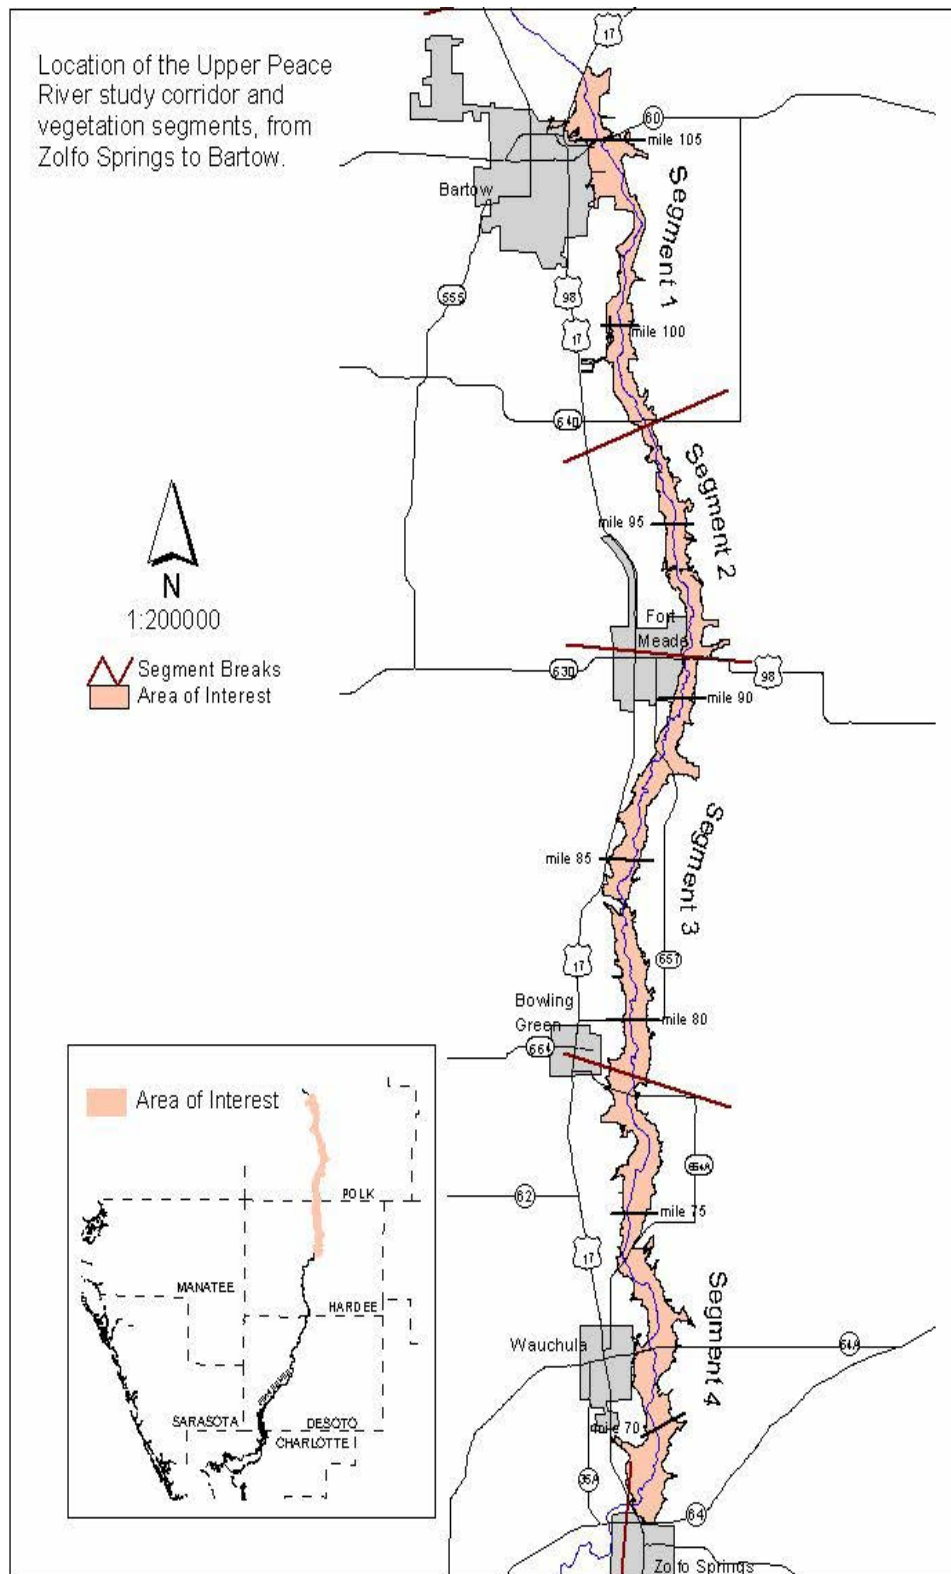 Location of the Upper Peace
River study corridor and
vegetation segments, from
Zolfo Springs to Bartow.
17
60
mile 105
Bartow
Segment 1
555
98
17
mile 100
640
Segment 2
mile 95
N
1:200000
Segment Breaks
Area of Interest
Fort
Meade
630
98
mile 90
Segment 3
mile 85
657
17
Bowling
Green
mile 80
664
664A
62
mile 75
17
Segment 4
Wauchula
64A
mile 70
35A
64
Zolfo Springs
Area of Interest
POLK
MANATEE
HARDEE
SARASOTA
DESOTO
CHARLOTTE